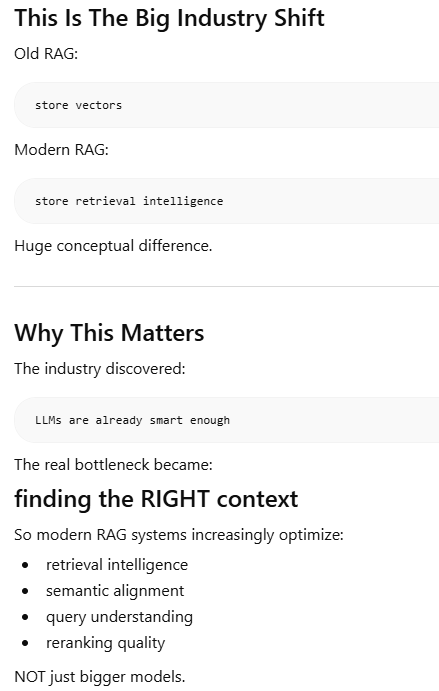 This Is The Big Industry Shift
Old RAG:
store vectors
Modern RAG:
store retrieval intelligence
Huge conceptual difference.
Why This Matters
The industry discovered:
LLMs are already smart enough
The real bottleneck became:
finding the RIGHT context
So modern RAG systems increasingly optimize:
• retrieval intelligence
• semantic alignment
• query understanding
• reranking quality
NOT just bigger models.